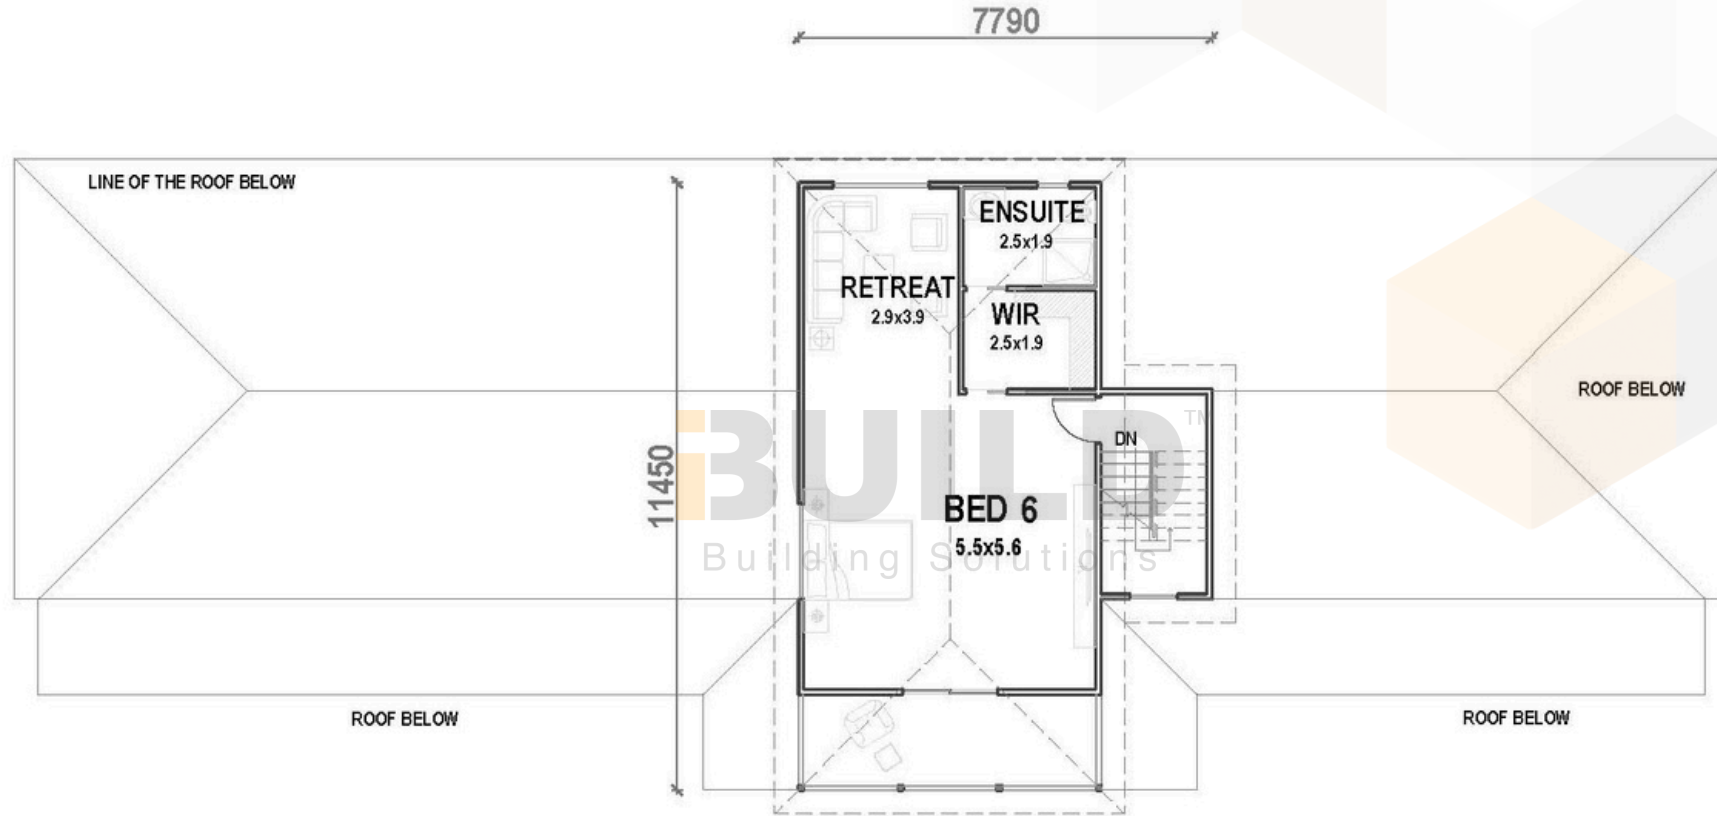 7790
LINE OF THE ROOF BELOW
ENSUITE
2.5x1.9
RETREAT
2.9x3.9
WIR
2.5x1.9
ROOF BELOW
iBUILD™
DN
11450
BED 6
5.5x5.6
Building Solutions
ROOF BELOW
ROOF BELOW